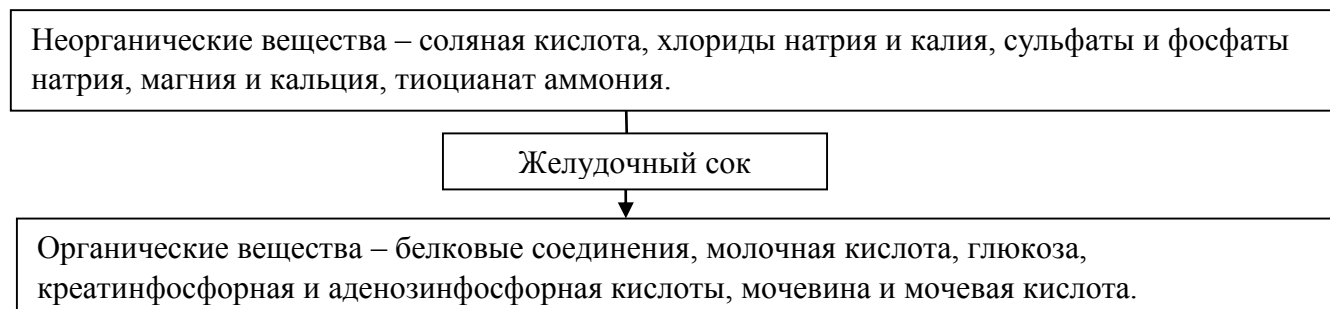 Неорганические вещества – соляная кислота, хлориды натрия и калия, сульфаты и фосфаты
натрия, магния и кальция, тиоцианат аммония.
Желудочный сок
Органические вещества – белковые соединения, молочная кислота, глюкоза,
креатинфосфорная и аденозинфосфорная кислоты, мочевина и мочевая кислота.